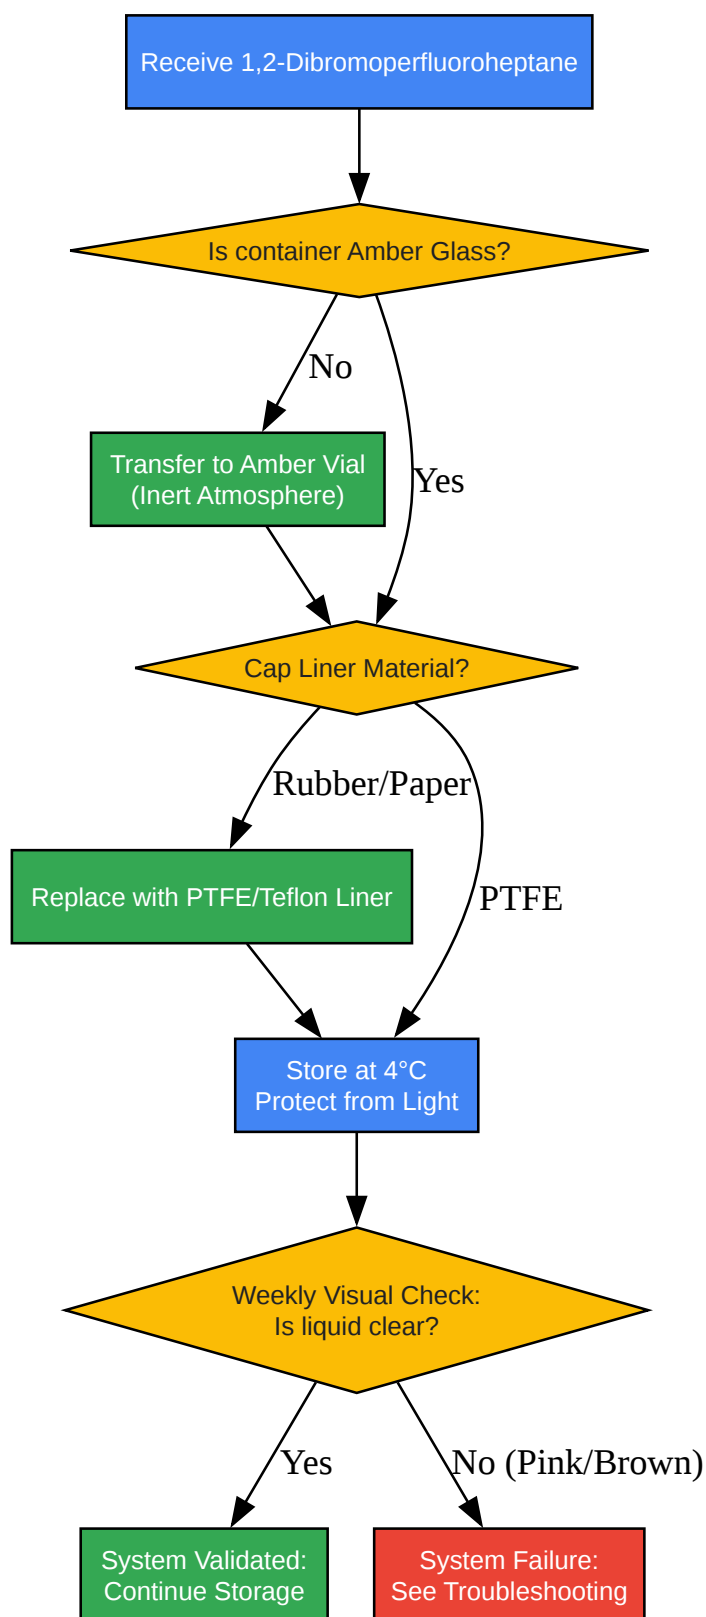 Receive 1,2-Dibromoperfluoroheptane
Is container Amber Glass?
No
Transfer to Amber Vial
(Inert Atmosphere)
Yes
Cap Liner Material?
Rubber/Paper
Replace with PTFE/Teflon Liner
PTFE
Store at 4°C
Protect from Light
Weekly Visual Check:
Is liquid clear?
Yes
No (Pink/Brown)
System Validated:
Continue Storage
System Failure:
See Troubleshooting